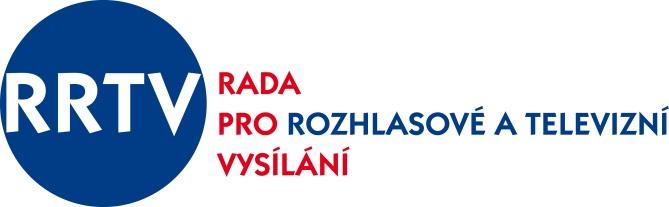 RRTV
RADA
PRO ROZHLASOVÉ A TELEVIZNÍ
VYSÍLÁNÍ